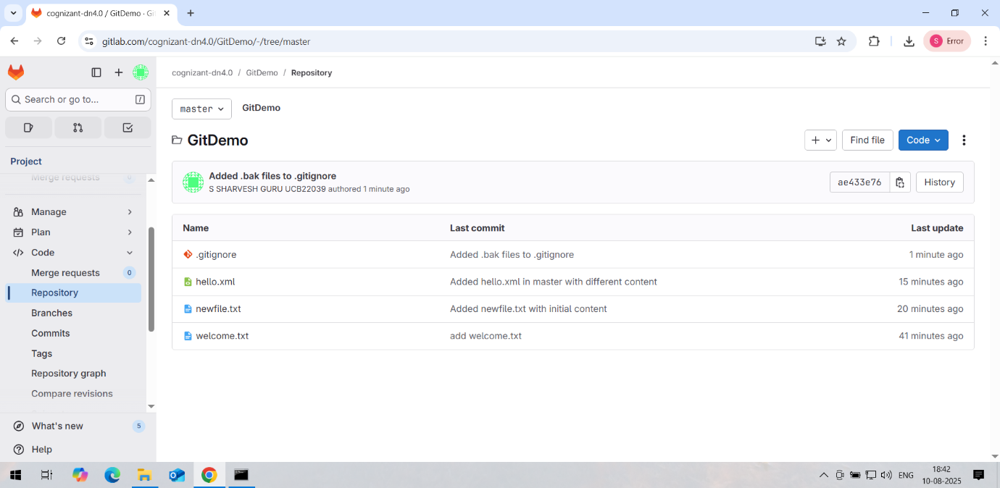 cognizant-dn4.0 / GitDemo · Gi
gitlab.com/cognizant-dn4.0/GitDemo/-/tree/master
S Error
cognizant-dn4.0 / GitDemo / Repository
Search or go to... /
master GitDemo
GitDemo
Find file
Code
Project
Merge requests 0
Added .bak files to .gitignore
S SHARVESH GURU UCB22039 authored 1 minute ago
ae433e76
History
Manage
Plan
Code
Merge requests 0
Repository
Branches
Commits
Tags
Repository graph
Compare revisions
What's new 5
Help
Name Last commit Last update
.gitignore Added .bak files to .gitignore 1 minute ago
hello.xml Added hello.xml in master with different content 15 minutes ago
newfile.txt Added newfile.txt with initial content 20 minutes ago
welcome.txt add welcome.txt 41 minutes ago
ENG
18:42
10-08-2025